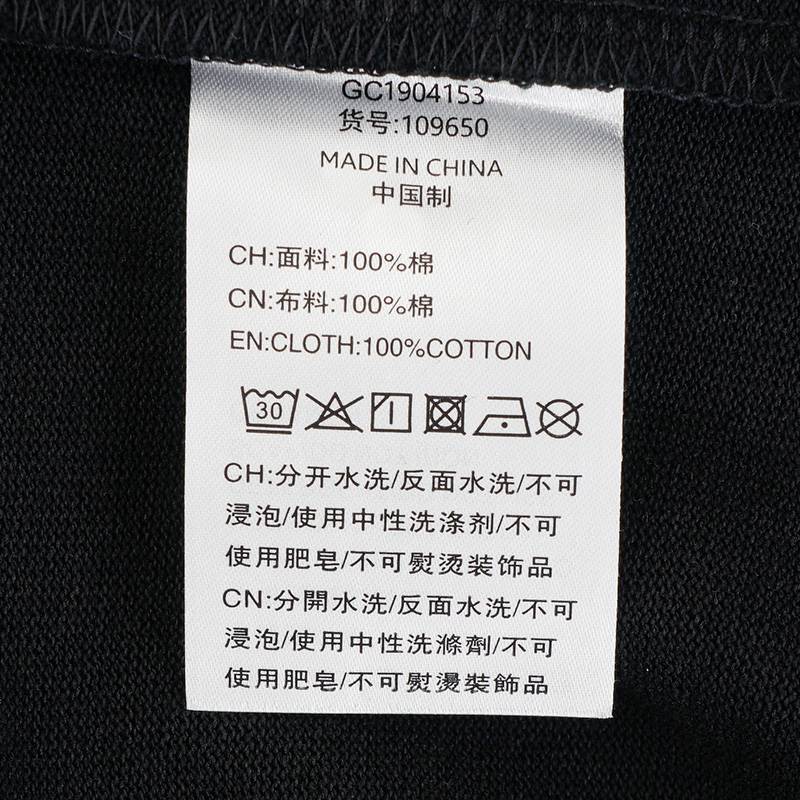 GC1904153
货号:109650
MADE IN CHINA
中国制
CH:面料:100%棉
CN:布料:100%棉
EN:CLOTH:100%COTTON
30
CH:分开水洗/反面水洗/不可
浸泡/使用中性洗涤剂/不可
使用肥皂/不可熨烫装饰品
CN:分開水洗/反面水洗/不可
浸泡/使用中性洗滌劑/不可
使用肥皂/不可熨燙裝飾品